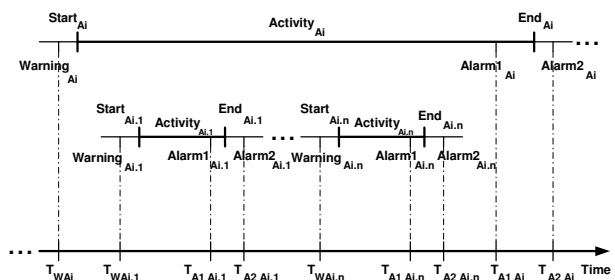 Start Ai Activity Ai End Ai
Warning Ai Alarm1 Ai Alarm2 Ai ...
Start Ai.1 Activity Ai.1 End Ai.1 Start Ai.n Activity Ai.n End Ai.n
Warning Ai.1 Alarm1 Ai.1 Alarm2 Ai.1 ... Warning Ai.n Alarm1 Ai.n Alarm2 Ai.n
... T WAi T WAi.1 T A1 Ai.1 T A2 Ai.1 T WAi.n T A1 Ai.n T A2 Ai.n T A1 Ai T A2 Ai Time